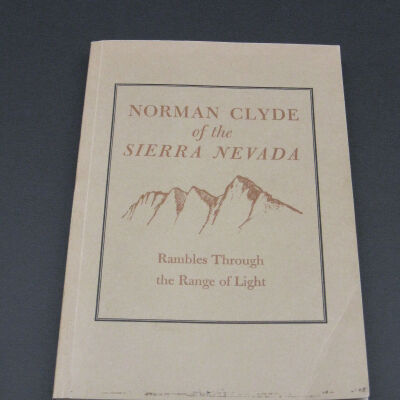 NORMAN CLYDE
of the
SIERRA NEVADA
Rambles Through
the Range of Light